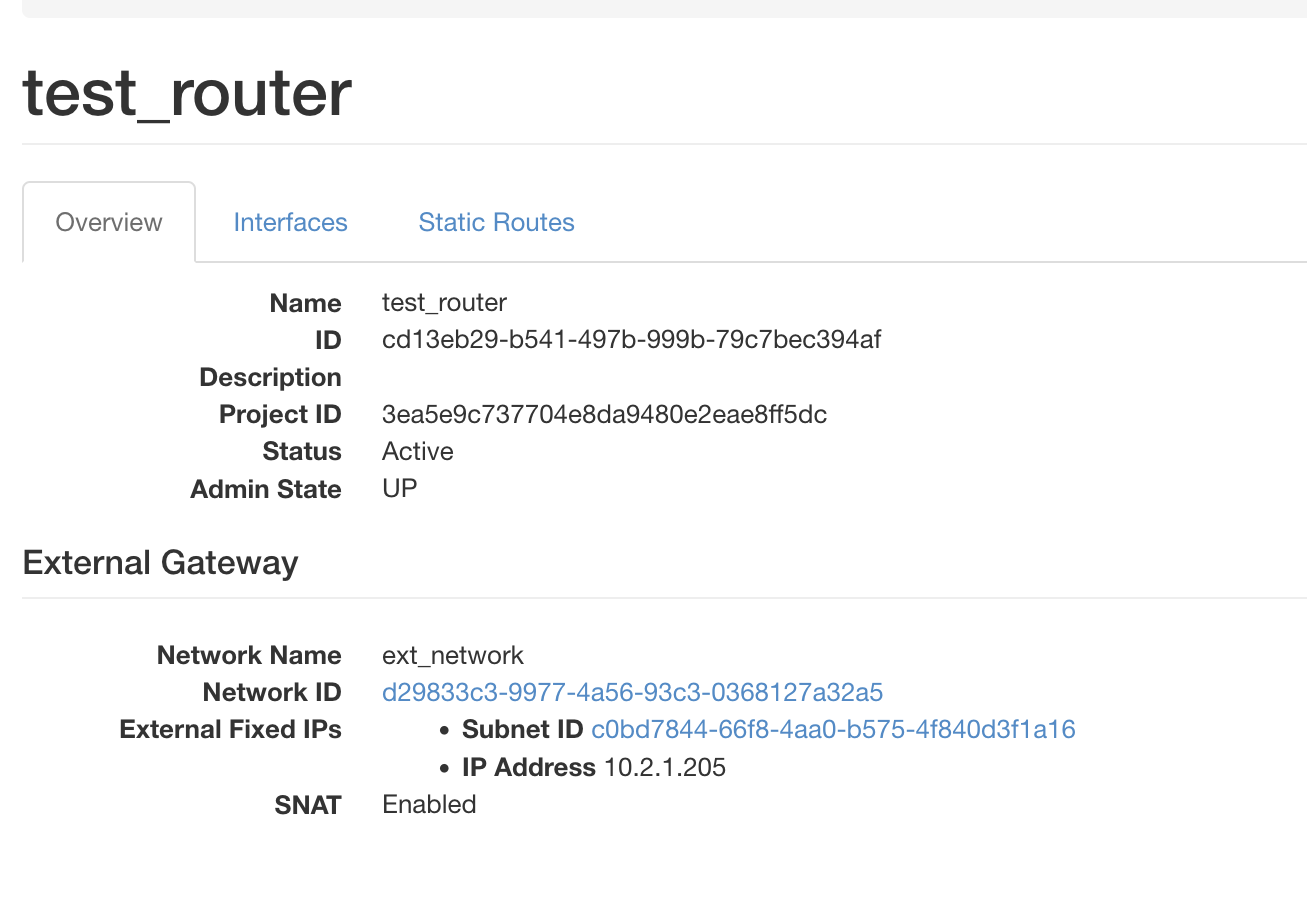 test_router
Overview Interfaces Static Routes
Name test_router
ID cd13eb29-b541-497b-999b-79c7bec394af
Description
Project ID 3ea5e9c737704e8da9480e2eae8ff5dc
Status Active
Admin State UP
External Gateway
Network Name ext_network
Network ID d29833c3-9977-4a56-93c3-0368127a32a5
External Fixed IPs • Subnet ID c0bd7844-66f8-4aa0-b575-4f840d3f1a16
• IP Address 10.2.1.205
SNAT Enabled